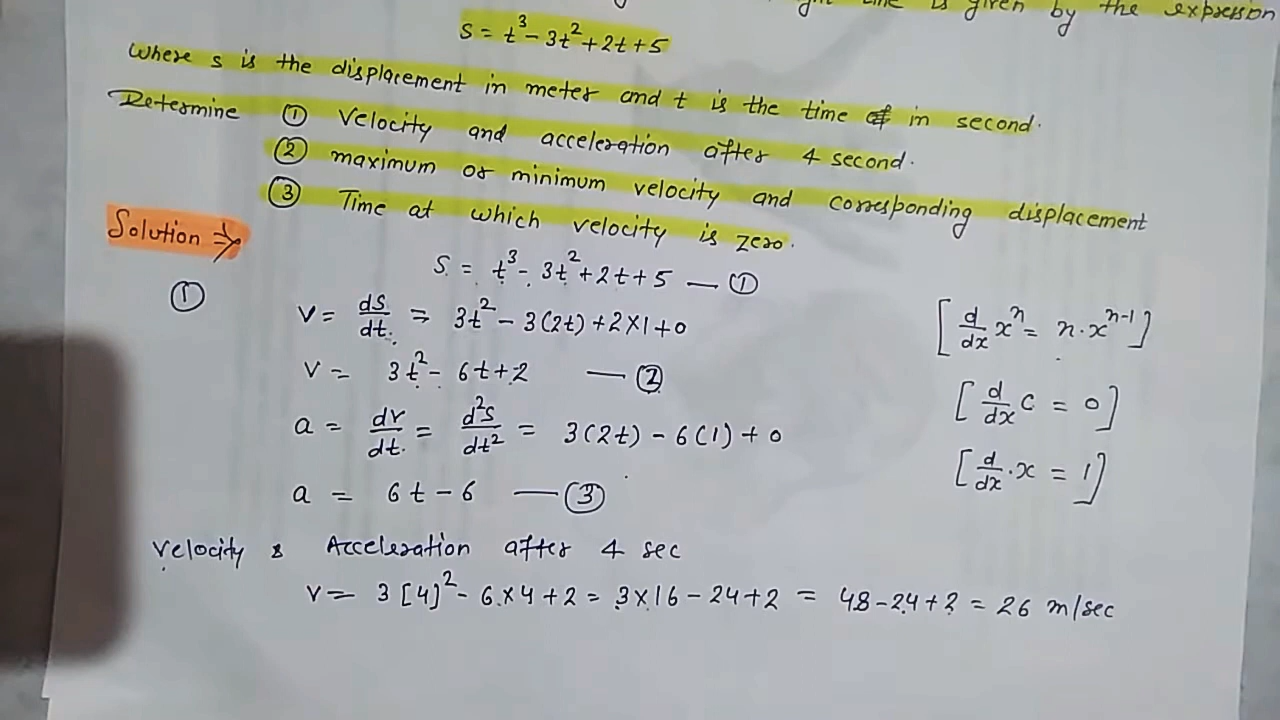 is given by the expression
s = t³ - 3t² + 2t + 5
where s is the displacement in meter and t is the time in second.
Determine ① Velocity and acceleration after 4 second.
② maximum or minimum velocity and corresponding displacement
③ Time at which velocity is zero.
Solution ⇒
S = t³ - 3t² + 2t + 5 — ①
①
v = ds/dt ⇒ 3t² - 3(2t) + 2×1 + 0 [d/dx xⁿ = n·xⁿ⁻¹]
v = 3t² - 6t + 2 — ②
[d/dx c = 0]
a = dv/dt = d²s/dt² = 3(2t) - 6(1) + 0
[d/dx · x = 1]
a = 6t - 6 — ③
velocity & Acceleration after 4 sec
v = 3[4]² - 6×4 + 2 = 3×16 - 24 + 2 = 48 - 24 + 2 = 26 m/sec